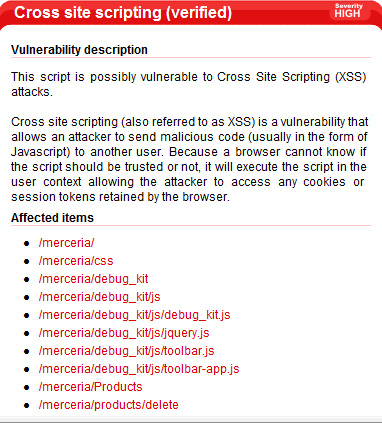 Cross site scripting (verified)
Severity
HIGH
Vulnerability description
This script is possibly vulnerable to Cross Site Scripting (XSS)
attacks.
Cross site scripting (also referred to as XSS) is a vulnerability that
allows an attacker to send malicious code (usually in the form of
Javascript) to another user. Because a browser cannot know if
the script should be trusted or not, it will execute the script in the
user context allowing the attacker to access any cookies or
session tokens retained by the browser.
Affected items
/merceria/
/merceria/css
/merceria/debug_kit
/merceria/debug_kit/js
/merceria/debug_kit/js/debug_kit.js
/merceria/debug_kit/js/jquery.js
/merceria/debug_kit/js/toolbar.js
/merceria/debug_kit/js/toolbar-app.js
/merceria/Products
/merceria/products/delete